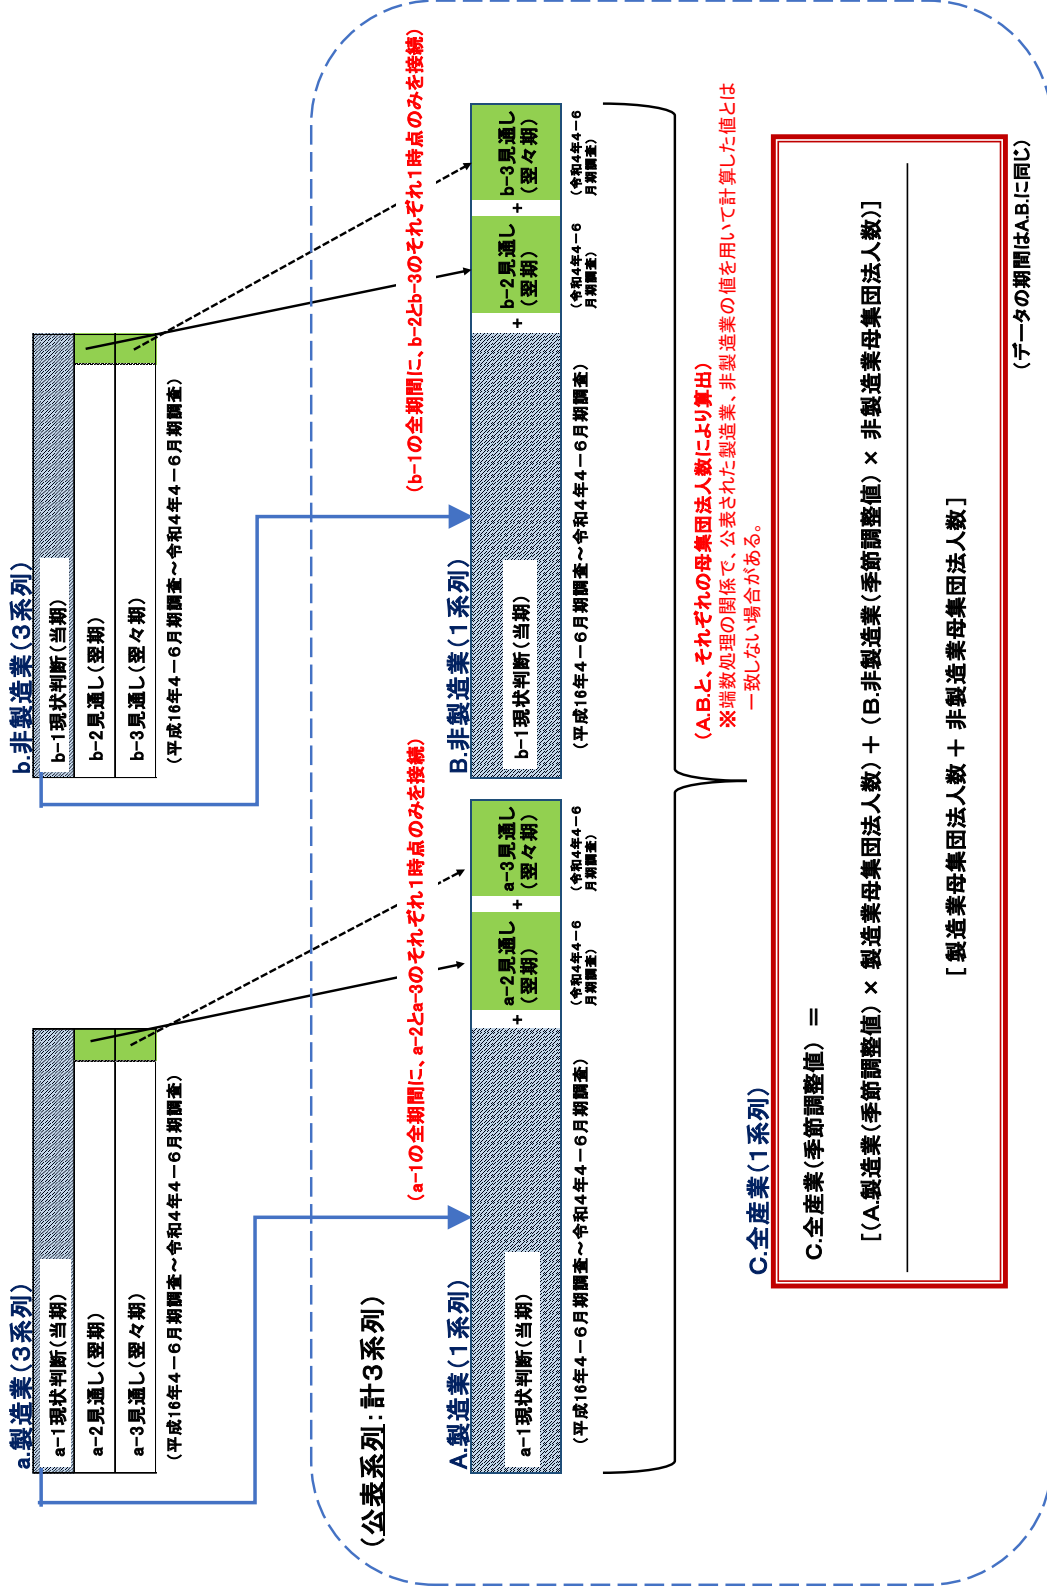 a.製造業(3系列)
a-1現状判断(当期)
a-2見通し(翌期)
a-3見通し(翌々期)
(平成16年4－6月期調査～令和4年4－6月期調査)
b.非製造業(3系列)
b-1現状判断(当期)
b-2見通し(翌期)
b-3見通し(翌々期)
(平成16年4－6月期調査～令和4年4－6月期調査)
(公表系列:計3系列)
(a-1の全期間に、a-2とa-3のそれぞれ1時点のみを接続)
(b-1の全期間に、b-2とb-3のそれぞれ1時点のみを接続)
A.製造業(1系列)
a-1現状判断(当期)
+
a-2見通し
(翌期)
+
a-3見通し
(翌々期)
(平成16年4－6月期調査～令和4年4－6月期調査)
(令和4年4－6
月期調査)
(令和4年4－6
月期調査)
B.非製造業(1系列)
b-1現状判断(当期)
+
b-2見通し
(翌期)
+
b-3見通し
(翌々期)
(平成16年4－6月期調査～令和4年4－6月期調査)
(令和4年4－6
月期調査)
(令和4年4－6
月期調査)
(A.B.と、それぞれの母集団法人数により算出)
※端数処理の関係で、公表された製造業、非製造業の値を用いて計算した値とは
一致しない場合がある。
C.全産業(1系列)
C.全産業(季節調整値) ＝
[(A.製造業(季節調整値) × 製造業母集団法人数) ＋ (B.非製造業(季節調整値) × 非製造業母集団法人数)]
[ 製造業母集団法人数 ＋ 非製造業母集団法人数 ]
(データの期間はA.B.に同じ)